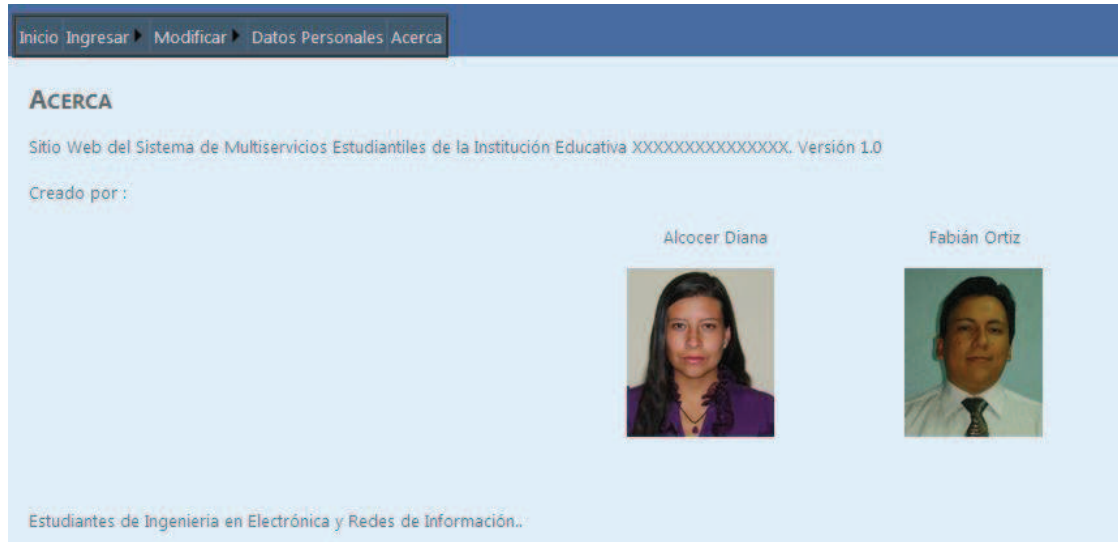 Inicio Ingresar Modificar Datos Personales Acerca
ACERCA
Sitio Web del Sistema de Multiservicios Estudiantiles de la Institución Educativa XXXXXXXXXXXXXXX. Versión 1.0
Creado por :
Alcocer Diana Fabián Ortiz
Estudiantes de Ingenieria en Electrónica y Redes de Información..